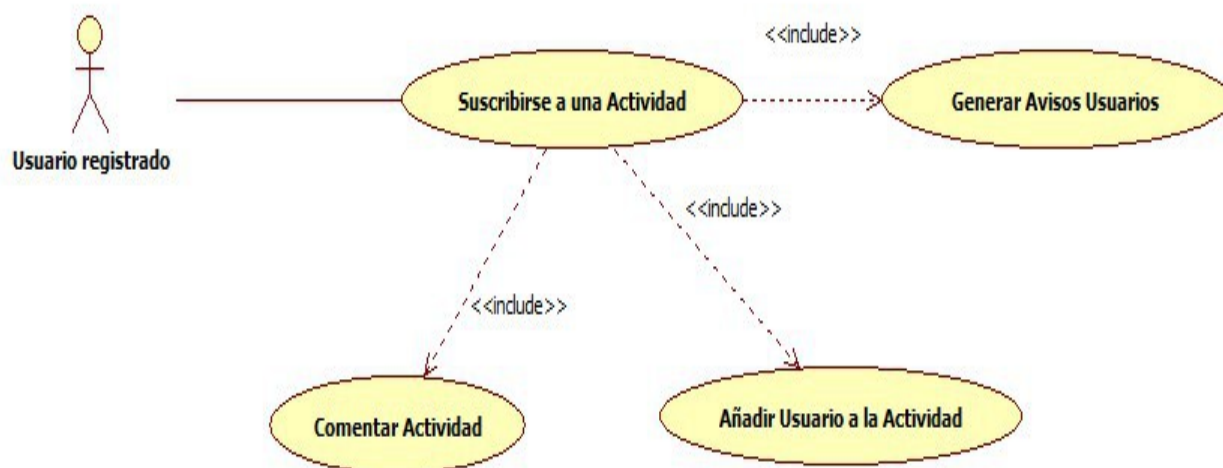 <<include>>
Suscribirse a una Actividad
Generar Avisos Usuarios
Usuario registrado
<<include>>
<<include>>
Comentar Actividad
Añadir Usuario a la Actividad